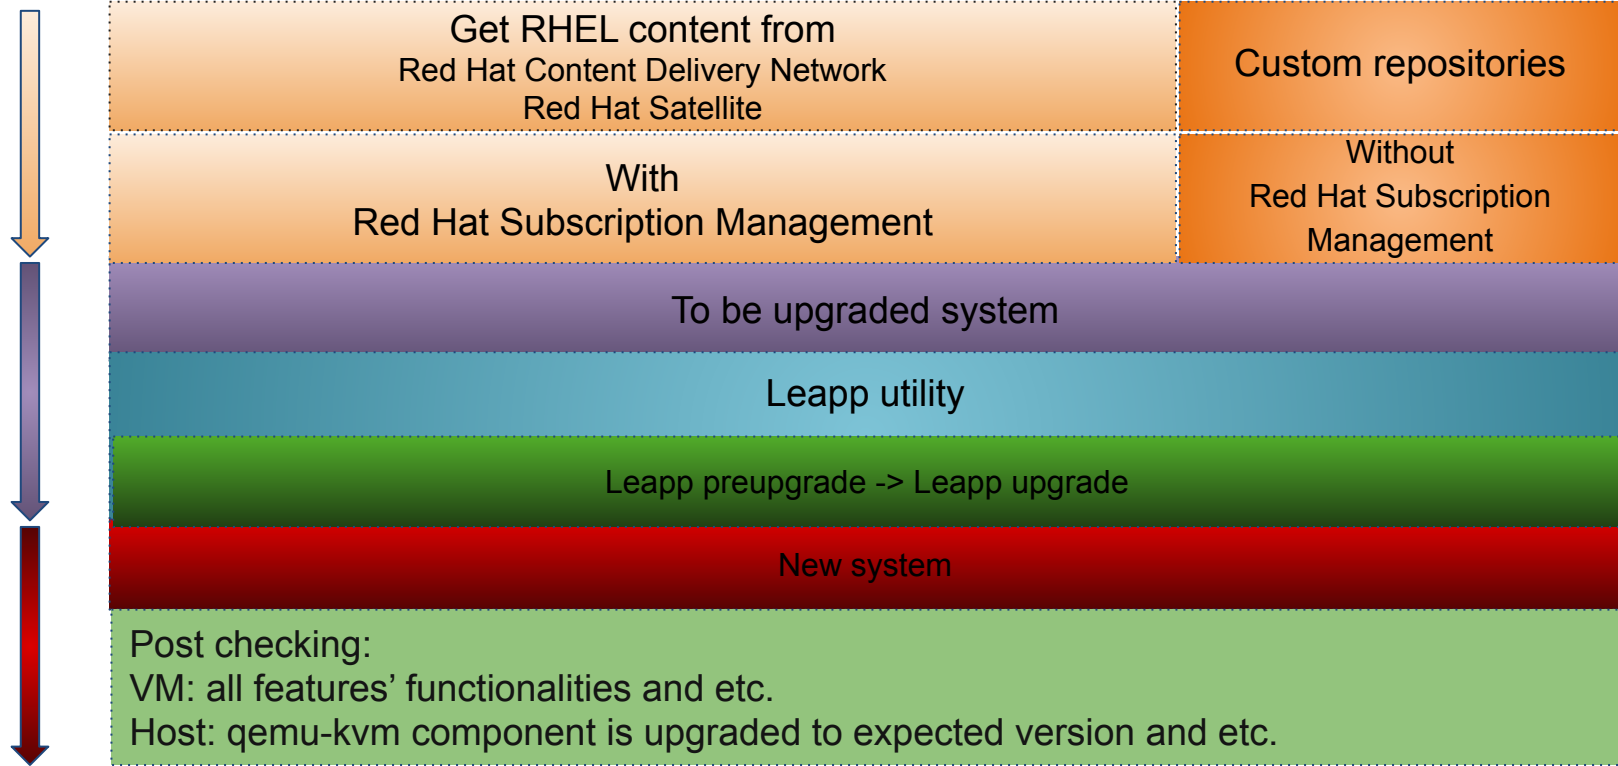 Get RHEL content from
Red Hat Content Delivery Network
Red Hat Satellite
Custom repositories
With
Red Hat Subscription Management
Without
Red Hat Subscription
Management
To be upgraded system
Leapp utility
Leapp preupgrade -> Leapp upgrade
New system
Post checking:
VM: all features’ functionalities and etc.
Host: qemu-kvm component is upgraded to expected version and etc.